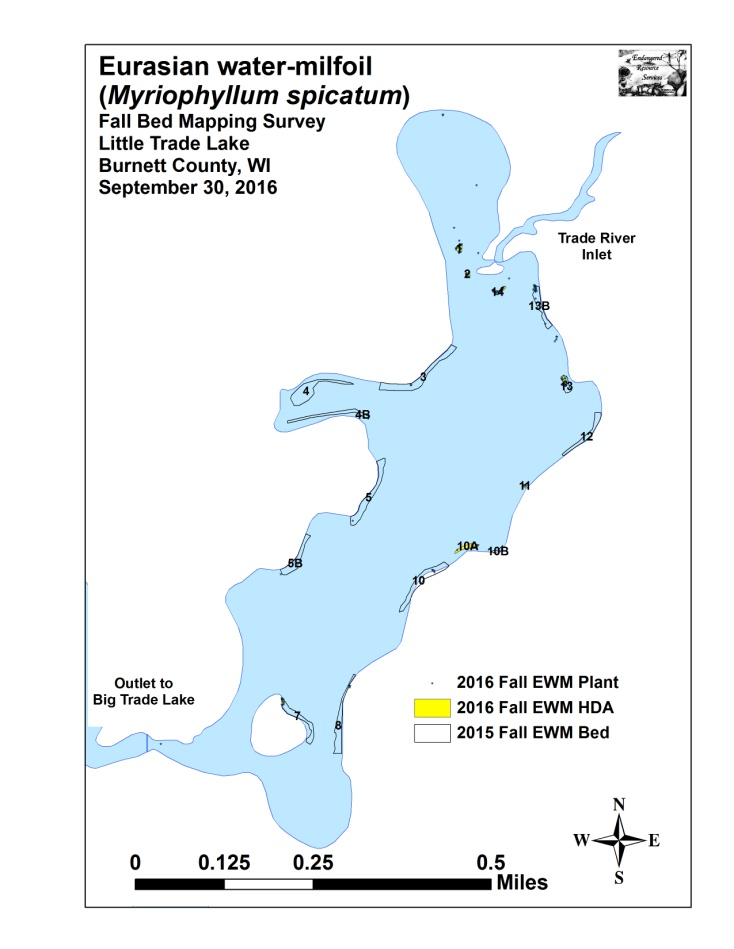 Eurasian water-milfoil
(Myriophyllum spicatum)
Fall Bed Mapping Survey
Little Trade Lake
Burnett County, WI
September 30, 2016
Endangered
Resource
Services
Trade River
Inlet
1
2
14
13B
13
3
4
4B
12
5
11
10A
10B
5B
10
Outlet to
Big Trade Lake
7
8
2016 Fall EWM Plant
2016 Fall EWM HDA
2015 Fall EWM Bed
N
W E
S
0 0.125 0.25 0.5
Miles